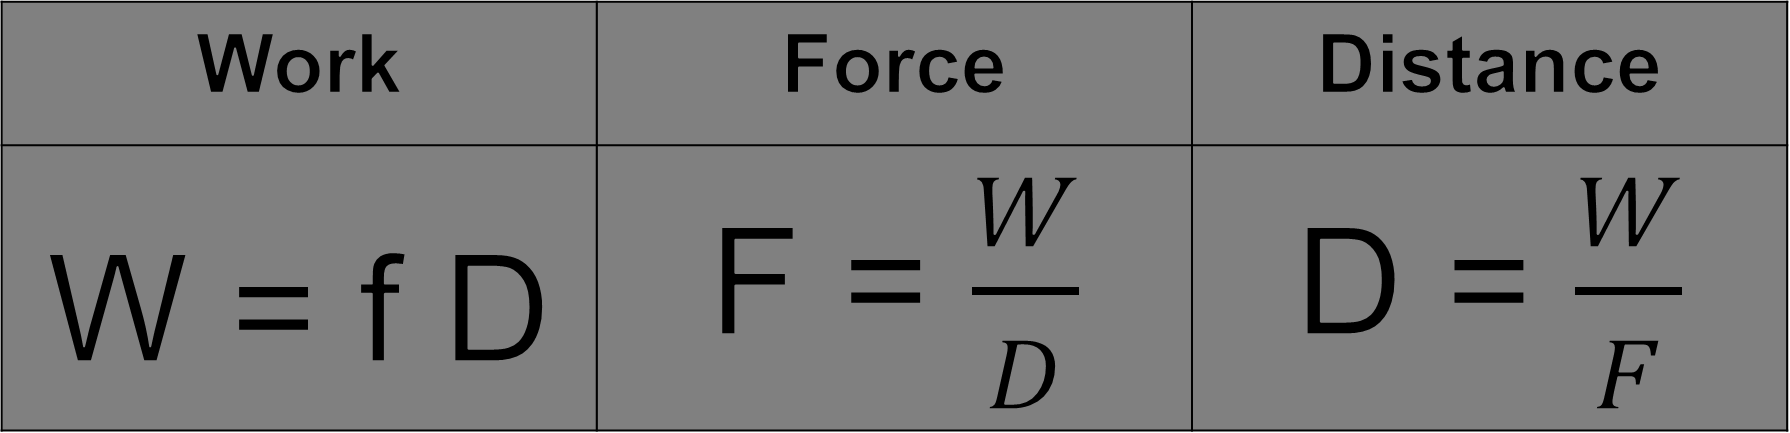 Work Force Distance
W = f D F = W/D D = W/F